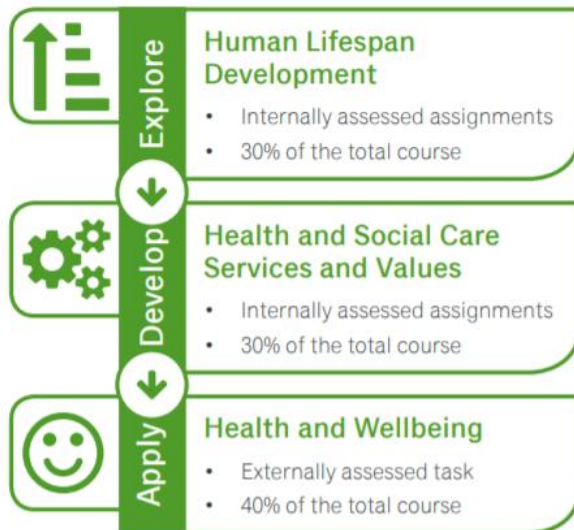 Explore
Human Lifespan
Development
• Internally assessed assignments
• 30% of the total course
Develop
Health and Social Care
Services and Values
• Internally assessed assignments
• 30% of the total course
Apply
Health and Wellbeing
• Externally assessed task
• 40% of the total course